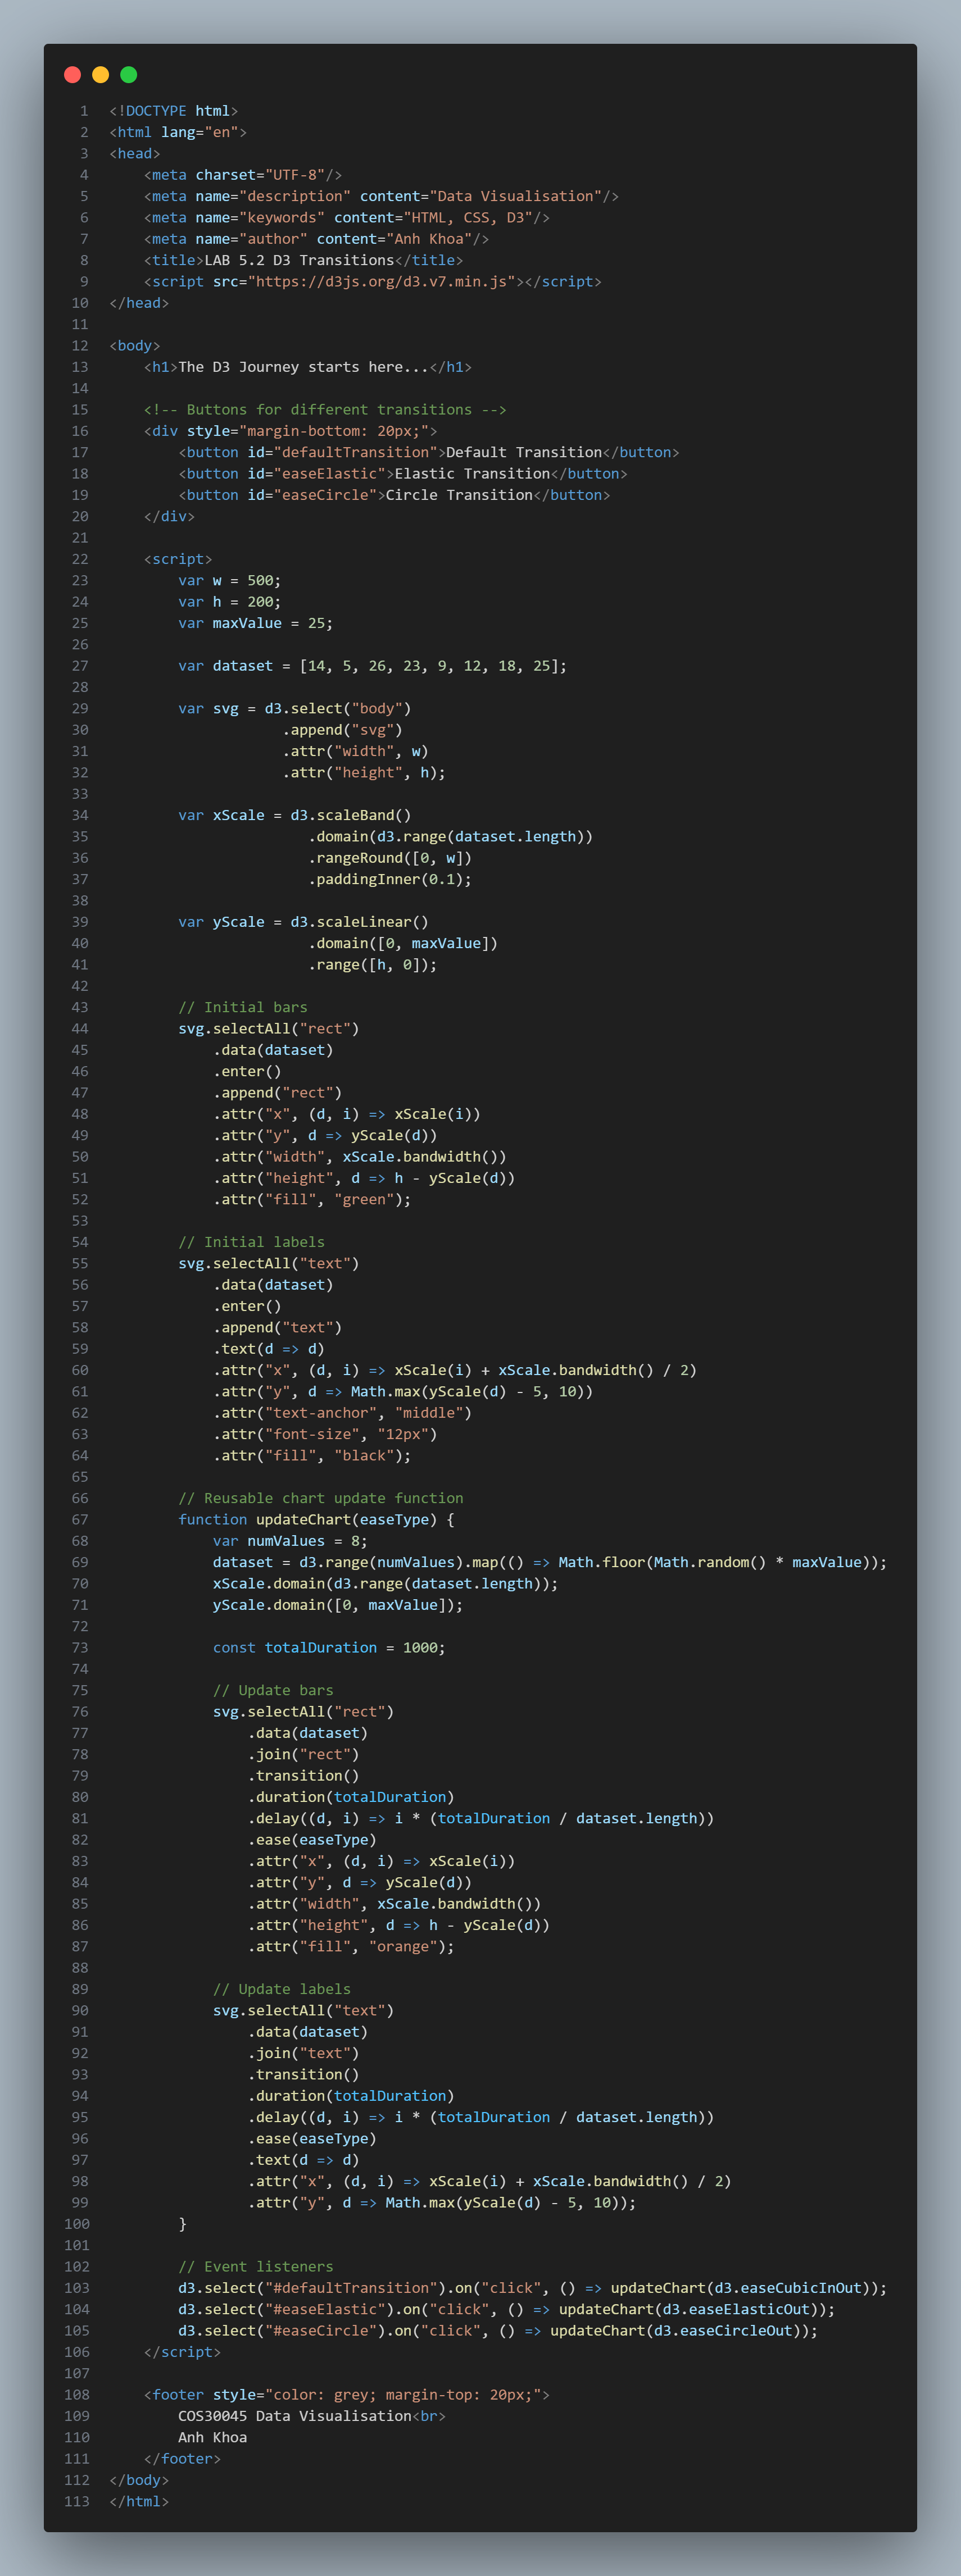 1 <!DOCTYPE html>
2 <html lang="en">
3 <head>
4     <meta charset="UTF-8"/>
5     <meta name="description" content="Data Visualisation"/>
6     <meta name="keywords" content="HTML, CSS, D3"/>
7     <meta name="author" content="Anh Khoa"/>
8     <title>LAB 5.2 D3 Transitions</title>
9     <script src="https://d3js.org/d3.v7.min.js"></script>
10 </head>
11
12 <body>
13     <h1>The D3 Journey starts here...</h1>
14
15     <!-- Buttons for different transitions -->
16     <div style="margin-bottom: 20px;">
17         <button id="defaultTransition">Default Transition</button>
18         <button id="easeElastic">Elastic Transition</button>
19         <button id="easeCircle">Circle Transition</button>
20     </div>
21
22     <script>
23         var w = 500;
24         var h = 200;
25         var maxValue = 25;
26
27         var dataset = [14, 5, 26, 23, 9, 12, 18, 25];
28
29         var svg = d3.select("body")
30                     .append("svg")
31                     .attr("width", w)
32                     .attr("height", h);
33
34         var xScale = d3.scaleBand()
35                        .domain(d3.range(dataset.length))
36                        .rangeRound([0, w])
37                        .paddingInner(0.1);
38
39         var yScale = d3.scaleLinear()
40                        .domain([0, maxValue])
41                        .range([h, 0]);
42
43         // Initial bars
44         svg.selectAll("rect")
45             .data(dataset)
46             .enter()
47             .append("rect")
48             .attr("x", (d, i) => xScale(i))
49             .attr("y", d => yScale(d))
50             .attr("width", xScale.bandwidth())
51             .attr("height", d => h - yScale(d))
52             .attr("fill", "green");
53
54         // Initial labels
55         svg.selectAll("text")
56             .data(dataset)
57             .enter()
58             .append("text")
59             .text(d => d)
60             .attr("x", (d, i) => xScale(i) + xScale.bandwidth() / 2)
61             .attr("y", d => Math.max(yScale(d) - 5, 10))
62             .attr("text-anchor", "middle")
63             .attr("font-size", "12px")
64             .attr("fill", "black");
65
66         // Reusable chart update function
67         function updateChart(easeType) {
68             var numValues = 8;
69             dataset = d3.range(numValues).map(() => Math.floor(Math.random() * maxValue));
70             xScale.domain(d3.range(dataset.length));
71             yScale.domain([0, maxValue]);
72
73             const totalDuration = 1000;
74
75             // Update bars
76             svg.selectAll("rect")
77                 .data(dataset)
78                 .join("rect")
79                 .transition()
80                 .duration(totalDuration)
81                 .delay((d, i) => i * (totalDuration / dataset.length))
82                 .ease(easeType)
83                 .attr("x", (d, i) => xScale(i))
84                 .attr("y", d => yScale(d))
85                 .attr("width", xScale.bandwidth())
86                 .attr("height", d => h - yScale(d))
87                 .attr("fill", "orange");
88
89             // Update labels
90             svg.selectAll("text")
91                 .data(dataset)
92                 .join("text")
93                 .transition()
94                 .duration(totalDuration)
95                 .delay((d, i) => i * (totalDuration / dataset.length))
96                 .ease(easeType)
97                 .text(d => d)
98                 .attr("x", (d, i) => xScale(i) + xScale.bandwidth() / 2)
99                 .attr("y", d => Math.max(yScale(d) - 5, 10));
100         }
101
102         // Event listeners
103         d3.select("#defaultTransition").on("click", () => updateChart(d3.easeCubicInOut));
104         d3.select("#easeElastic").on("click", () => updateChart(d3.easeElasticOut));
105         d3.select("#easeCircle").on("click", () => updateChart(d3.easeCircleOut));
106     </script>
107
108     <footer style="color: grey; margin-top: 20px;">
109         COS30045 Data Visualisation<br>
110         Anh Khoa
111     </footer>
112 </body>
113 </html>